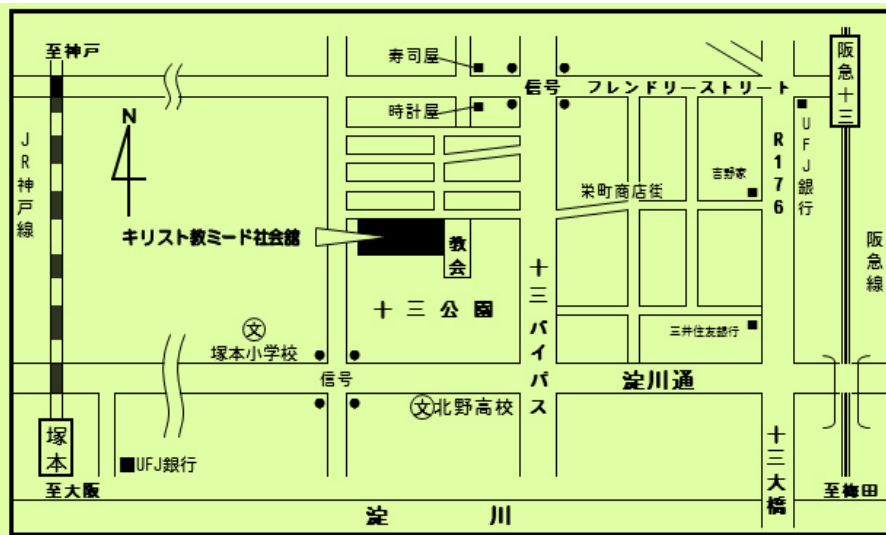 至神戸
寿司屋
信号
フレンドリーストリート
阪急十三
時計屋
N
JR神戸線
R176
UFJ銀行
吉野家
栄町商店街
キリスト教ミード社会舘
教会
十三バイパス
阪急線
十三公園
文
塚本小学校
三井住友銀行
信号
淀川通
文北野高校
塚本
UFJ銀行
十三大橋
至大阪
至梅田
淀川